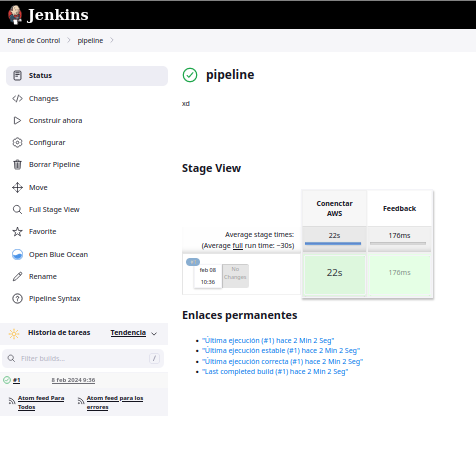 Jenkins
Panel de Control
pipeline
Status
Changes
Construir ahora
Configurar
Borrar Pipeline
Move
Full Stage View
Favorite
Open Blue Ocean
Rename
Pipeline Syntax
Historia de tareas
Tendencia
Filter builds...
/
#1
8 feb 2024 9:36
Atom feed Para
Todos
Atom feed para los
errores
pipeline
xd
Stage View
Conenctar
AWS
Feedback
Average stage times:
(Average full run time: ~30s)
22s
176ms
#1
feb 08
10:36
No
Changes
22s
176ms
Enlaces permanentes
"Última ejecución (#1) hace 2 Min 2 Seg"
"Última ejecución estable (#1) hace 2 Min 2 Seg"
"Última ejecución correcta (#1) hace 2 Min 2 Seg"
"Last completed build (#1) hace 2 Min 2 Seg"